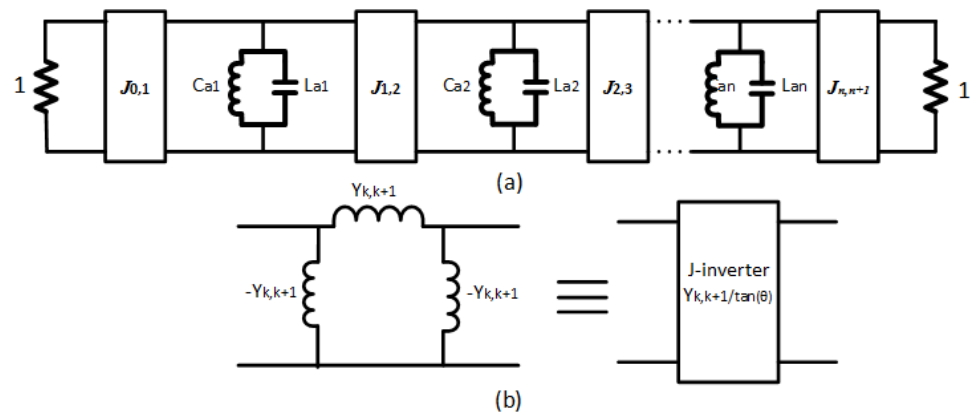 1
J0,1
Ca1
La1
J1,2
Ca2
La2
J2,3
...
an
Lan
Jn,n+1
1
(a)
Yk,k+1
-Yk,k+1
-Yk,k+1
J-inverter
Yk,k+1/tan(θ)
(b)